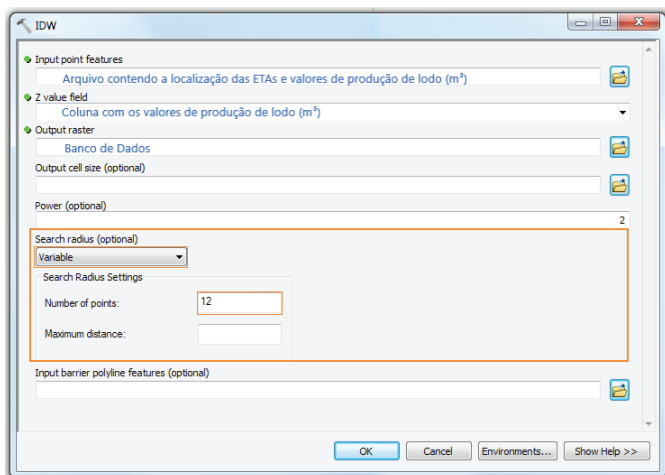 IDW
Input point features
Arquivo contendo a localização das ETAs e valores de produção de lodo (m³)
Z value field
Coluna com os valores de produção de lodo (m³)
Output raster
Banco de Dados
Output cell size (optional)
Power (optional)
2
Search radius (optional)
Variable
Search Radius Settings
Number of points:
12
Maximum distance:
Input barrier polyline features (optional)
OK
Cancel
Environments...
Show Help >>